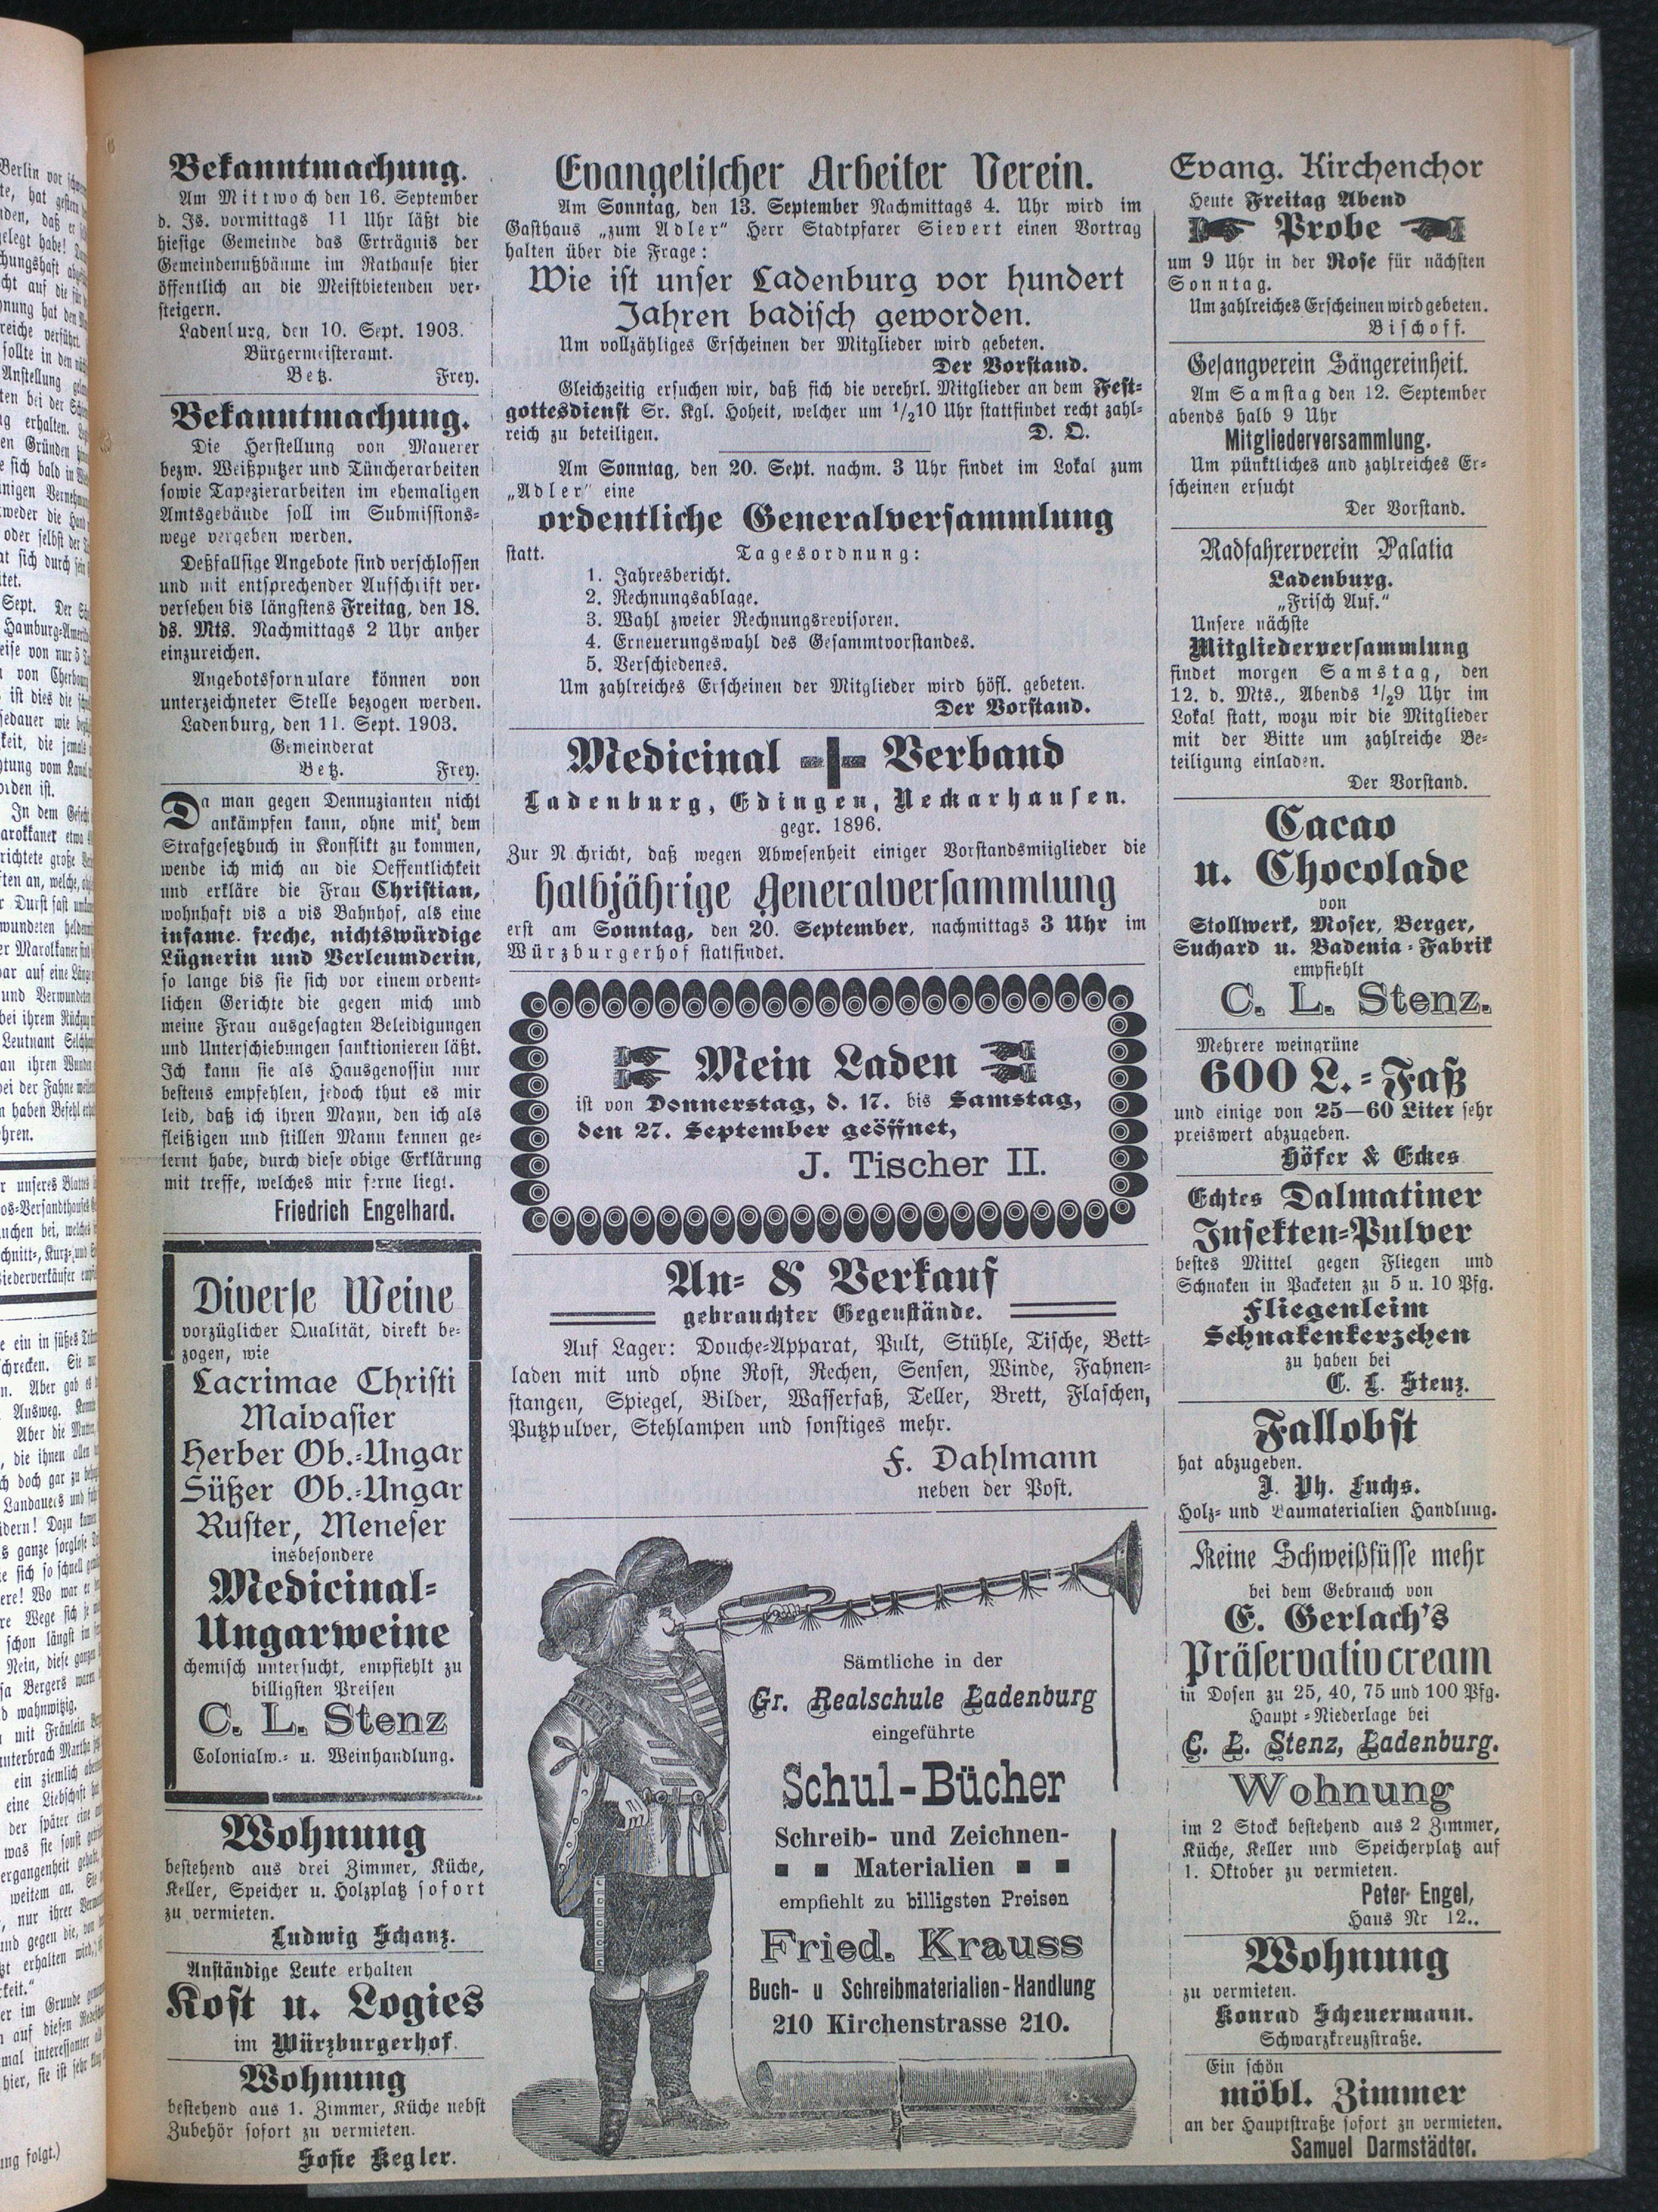 Bekanntmachung.
Am Mittwoch den 16. September
d. Js. vormittags 11 Uhr läßt die
hiesige Gemeinde das Erträgnis der
Gemeindenußbäume im Rathause hier
öffentlich an die Meistbietenden ver-
steigern.
Ladenburg, den 10. Sept. 1903.
Bürgermeisteramt.
Betz. Frey.
Bekanntmachung.
Die Herstellung von Mauerer
bezw. Weißputzer und Tüncherarbeiten
sowie Tapezierarbeiten im ehemaligen
Amtsgebäude soll im Submissions-
wege vergeben werden.
Deßfallsige Angebote sind verschlossen
und mit entsprechender Aufschrift ver-
versehen bis längstens Freitag, den 18.
ds. Mts. Nachmittags 2 Uhr anher
einzureichen.
Angebotsformulare können von
unterzeichneter Stelle bezogen werden.
Ladenburg, den 11. Sept. 1903.
Gemeinderat
Betz. Frey.
Da man gegen Dennuzianten nicht
ankämpfen kann, ohne mit dem
Strafgesetzbuch in Konflikt zu kommen,
wende ich mich an die Oeffentlichkeit
und erkläre die Frau Christian,
wohnhaft vis a vis Bahnhof, als eine
infame. freche, nichtswürdige
Lügnerin und Verleumderin,
so lange bis sie sich vor einem ordent-
lichen Gerichte die gegen mich und
meine Frau ausgesagten Beleidigungen
und Unterschiebungen sanktionieren läßt.
Ich kann sie als Hausgenossin nur
bestens empfehlen, jedoch thut es mir
leid, daß ich ihren Mann, den ich als
fleißigen und stillen Mann kennen ge-
lernt habe, durch diese obige Erklärung
mit treffe, welches mir ferne liegt.
Friedrich Engelhard.
Diverse Weine
vorzüglicher Qualität, direkt be-
zogen, wie
Lacrimae Christi
Malvasier
Herber Ob.-Ungar
Süßer Ob.-Ungar
Ruster, Meneser
insbesondere
Medicinal-
Ungarweine
chemisch untersucht, empfiehlt zu
billigsten Preisen
C. L. Stenz
Colonialw.- u. Weinhandlung.
Wohnung
bestehend aus drei Zimmer, Küche,
Keller, Speicher u. Holzplatz sofort
zu vermieten.
Ludwig Schanz.
Anständige Leute erhalten
Kost u. Logies
im Würzburgerhof.
Wohnung
bestehend aus 1. Zimmer, Küche nebst
Zubehör sofort zu vermieten.
Sofie Kegler.
Evangelischer Arbeiter Verein.
Am Sonntag, den 13. September Nachmittags 4. Uhr wird im
Gasthaus „zum Adler“ Herr Stadtpfarer Sievert einen Vortrag
halten über die Frage:
Wie ist unser Ladenburg vor hundert
Jahren badisch geworden.
Um vollzähliges Erscheinen der Mitglieder wird gebeten.
Der Vorstand.
Gleichzeitig ersuchen wir, daß sich die verehrl. Mitglieder an dem Fest-
gottesdienst Sr. Kgl. Hoheit, welcher um 1/210 Uhr stattfindet recht zahl-
reich zu beteiligen. D. O.
Am Sonntag, den 20. Sept. nachm. 3 Uhr findet im Lokal zum
„Adler“ eine
ordentliche Generalversammlung
statt. Tagesordnung:
1. Jahresbericht.
2. Rechnungsablage.
3. Wahl zweier Rechnungsrevisoren.
4. Erneuerungswahl des Gesammtvorstandes.
5. Verschiedenes.
Um zahlreiches Erscheinen der Mitglieder wird höfl. gebeten.
Der Vorstand.
Medicinal Verband
Ladenburg, Edingen, Neckarhausen.
gegr. 1896.
Zur Nachricht, daß wegen Abwesenheit einiger Vorstandsmitglieder die
halbjährige Generalversammlung
erst am Sonntag, den 20. September, nachmittags 3 Uhr im
Würzburgerhof stattfindet.
Mein Laden
ist von Donnerstag, d. 17. bis Samstag,
den 27. September geöffnet,
J. Tischer II.
An- & Verkauf
gebrauchter Gegenstände.
Auf Lager: Douche-Apparat, Pult, Stühle, Tische, Bett-
laden mit und ohne Rost, Rechen, Sensen, Winde, Fahnen-
stangen, Spiegel, Bilder, Wasserfaß, Teller, Brett, Flaschen,
Putzpulver, Stehlampen und sonstiges mehr.
F. Dahlmann
neben der Post.
Sämtliche in der
Gr. Realschule Ladenburg
eingeführte
Schul-Bücher
Schreib- und Zeichnen-
Materialien
empfiehlt zu billigsten Preisen
Fried. Krauss
Buch- u Schreibmaterialien-Handlung
210 Kirchenstrasse 210.
Evang. Kirchenchor
Heute Freitag Abend
Probe
um 9 Uhr in der Rose für nächsten
Sonntag.
Um zahlreiches Erscheinen wird gebeten.
Bischoff.
Gesangverein Sängereinheit.
Am Samstag den 12. September
abends halb 9 Uhr
Mitgliederversammlung.
Um pünktliches und zahlreiches Er-
scheinen ersucht
Der Vorstand.
Radfahrerverein Palatia
Ladenburg.
„Frisch Auf.“
Unsere nächste
Mitgliederversammlung
findet morgen Samstag, den
12. d. Mts., Abends 1/29 Uhr im
Lokal statt, wozu wir die Mitglieder
mit der Bitte um zahlreiche Be-
teiligung einladen.
Der Vorstand.
Cacao
u. Chocolade
von
Stollwerk, Moser, Berger,
Suchard u. Badenia-Fabrik
empfiehlt
C. L. Stenz.
Mehrere weingrüne
600 L.-Faß
und einige von 25—60 Liter sehr
preiswert abzugeben.
Höfer & Eckes
Echtes Dalmatiner
Insekten-Pulver
bestes Mittel gegen Fliegen und
Schnaken in Packeten zu 5 u. 10 Pfg.
Fliegenleim
Schnakenkerzchen
zu haben bei
C. L. Stenz.
Fallobst
hat abzugeben.
J. Ph. Fuchs.
Holz- und Baumaterialien Handlung.
Keine Schweißfüsse mehr
bei dem Gebrauch von
E. Gerlach's
Präservativcream
in Dosen zu 25, 40, 75 und 100 Pfg.
Haupt-Niederlage bei
C. L. Stenz, Ladenburg.
Wohnung
im 2 Stock bestehend aus 2 Zimmer,
Küche, Keller und Speicherplatz auf
1. Oktober zu vermieten.
Peter Engel,
Haus Nr 12..
Wohnung
zu vermieten.
Konrad Scheuermann.
Schwarzkreuzstraße.
Ein schön
möbl. Zimmer
an der Hauptstraße sofort zu vermieten.
Samuel Darmstädter.